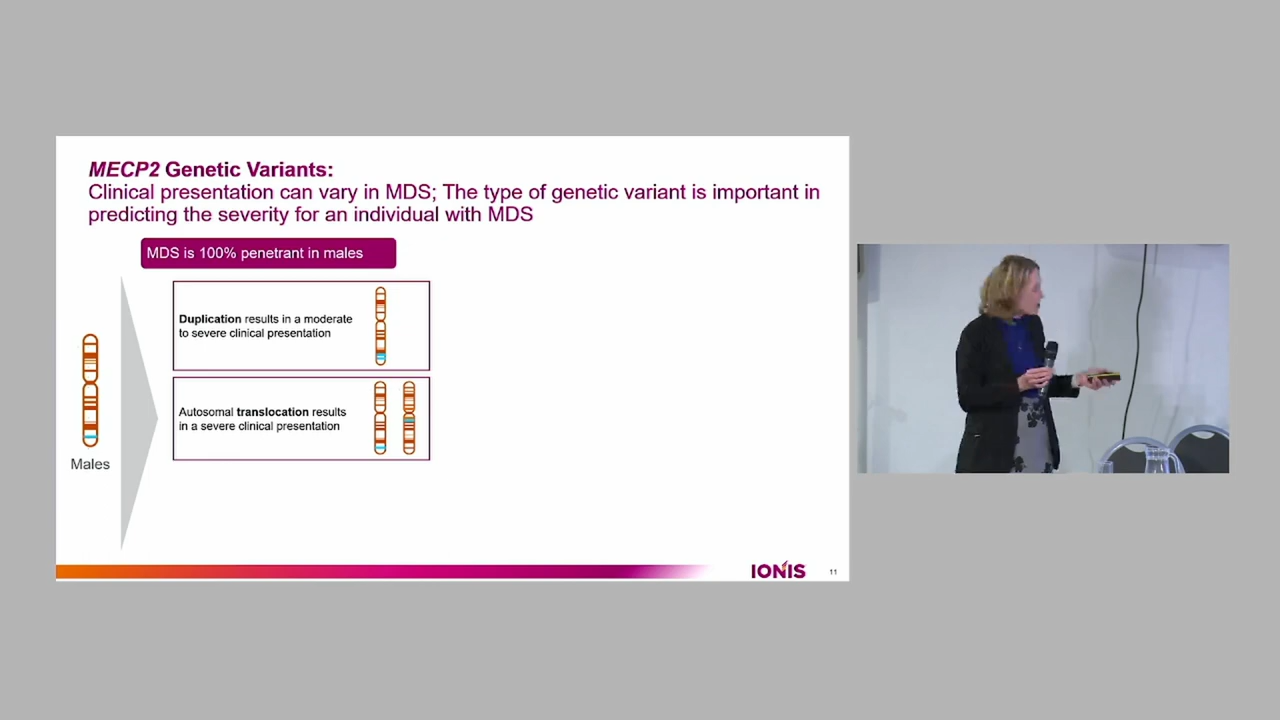 MECP2 Genetic Variants:
Clinical presentation can vary in MDS; The type of genetic variant is important in
predicting the severity for an individual with MDS
MDS is 100% penetrant in males
Duplication results in a moderate
to severe clinical presentation
Autosomal translocation results
in a severe clinical presentation
Males
IONIS
11